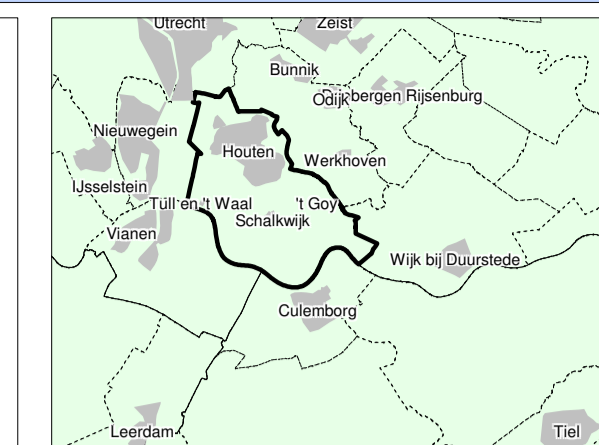 Utrecht
Zeist
Bunnik
Odijk
bergen Rijsenburg
Nieuwegein
Houten
Werkhoven
IJsselstein
Tull en 't Waal
't Goy
Schalkwijk
Vianen
Wijk bij Duurstede
Culemborg
Leerdam
Tiel